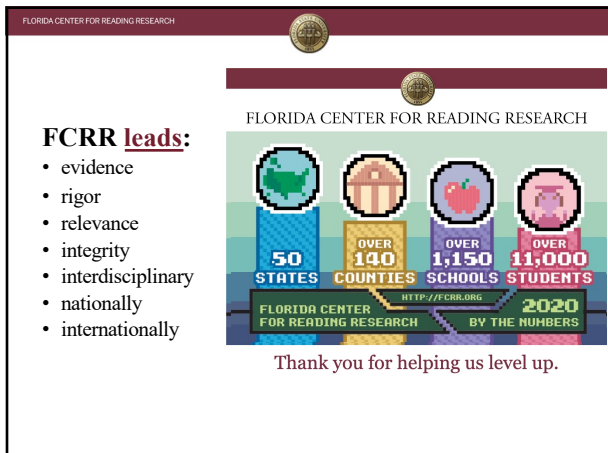 FLORIDA CENTER FOR READING RESEARCH
FCRR leads:
• evidence
• rigor
• relevance
• integrity
• interdisciplinary
• nationally
• internationally
FLORIDA CENTER FOR READING RESEARCH
50
STATES
OVER
140
COUNTIES
OVER
1,150
SCHOOLS
OVER
11,000
STUDENTS
HTTP://FCRR.ORG
FLORIDA CENTER
FOR READING RESEARCH
2020
BY THE NUMBERS
Thank you for helping us level up.